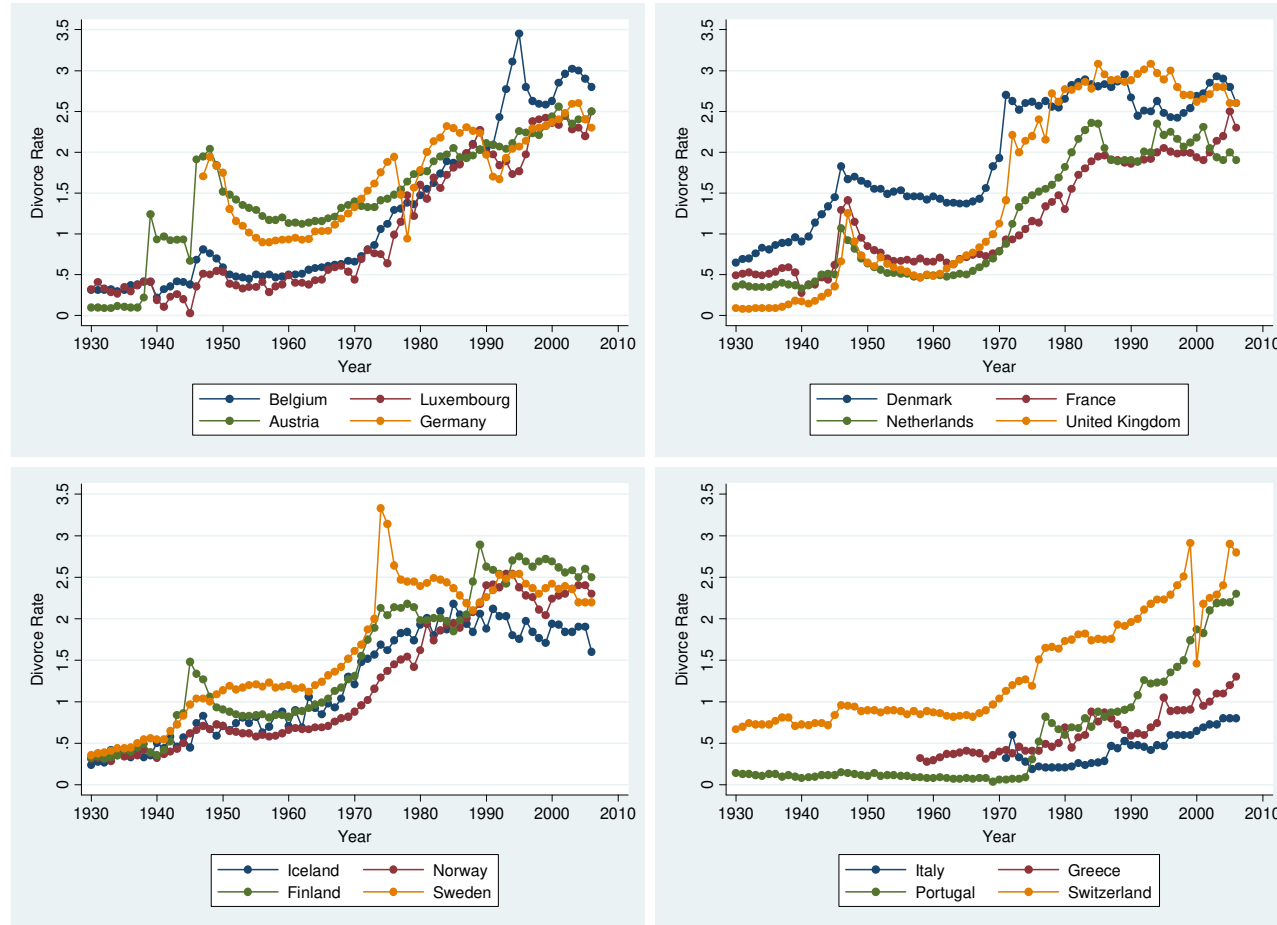 Divorce Rate
0 .5 1 1.5 2 2.5 3 3.5
1930 1940 1950 1960 1970 1980 1990 2000 2010
Year
Belgium Luxembourg
Austria Germany
Divorce Rate
0 .5 1 1.5 2 2.5 3 3.5
1930 1940 1950 1960 1970 1980 1990 2000 2010
Year
Denmark France
Netherlands United Kingdom
Divorce Rate
0 .5 1 1.5 2 2.5 3 3.5
1930 1940 1950 1960 1970 1980 1990 2000 2010
Year
Iceland Norway
Finland Sweden
Divorce Rate
0 .5 1 1.5 2 2.5 3 3.5
1930 1940 1950 1960 1970 1980 1990 2000 2010
Year
Italy Greece
Portugal Switzerland